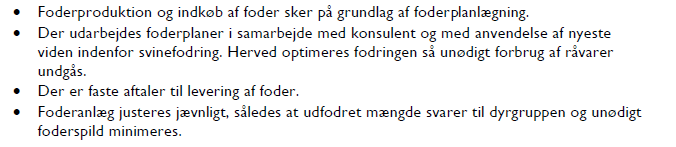 • Foderproduktion og indkøb af foder sker på grundlag af foderplanlægning.
• Der udarbejdes foderplaner i samarbejde med konsulent og med anvendelse af nyeste
viden indenfor svinefodring. Herved optimeres fodringen så unødigt forbrug af råvarer
undgås.
• Der er faste aftaler til levering af foder.
• Foderanlæg justeres jævnligt, således at udfodret mængde svarer til dyrgruppen og unødigt
foderspild minimeres.